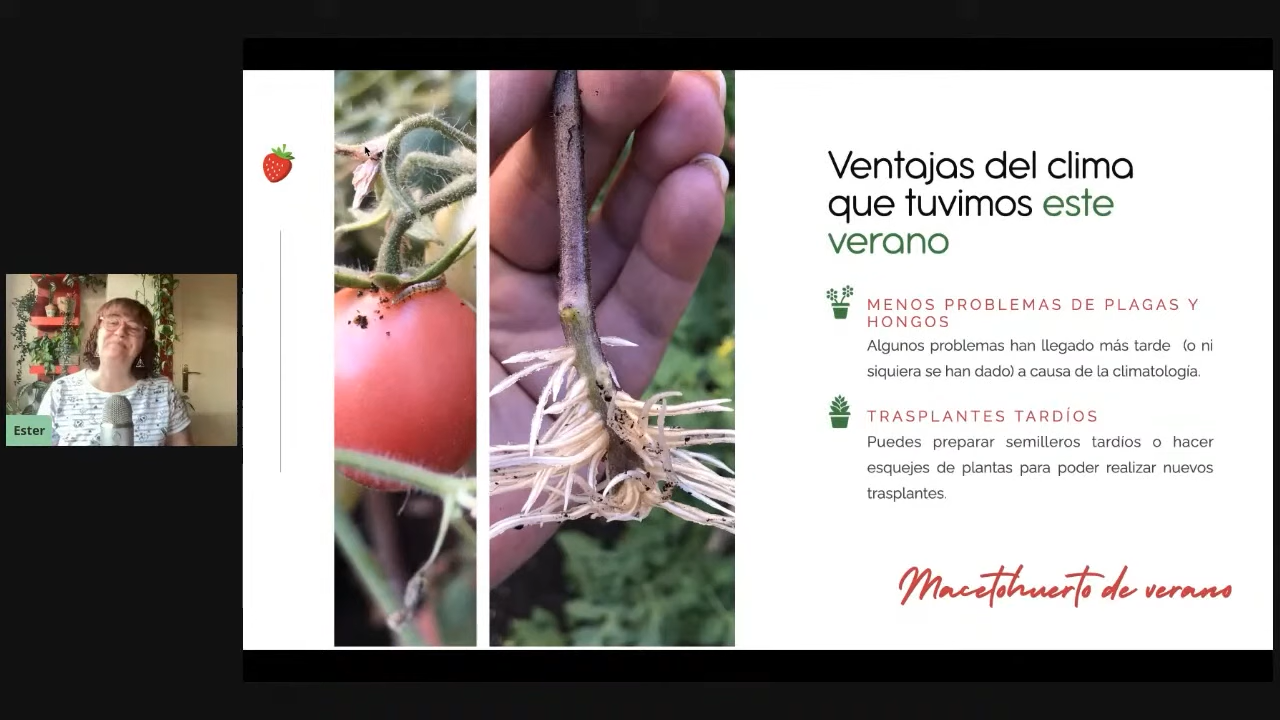 Ester
Ventajas del clima
que tuvimos este
verano
MENOS PROBLEMAS DE PLAGAS Y
HONGOS
Algunos problemas han llegado más tarde (o ni
siquiera se han dado) a causa de la climatología.
TRASPLANTES TARDÍOS
Puedes preparar semilleros tardíos o hacer
esquejes de plantas para poder realizar nuevos
trasplantes.
Macetohuerto de verano